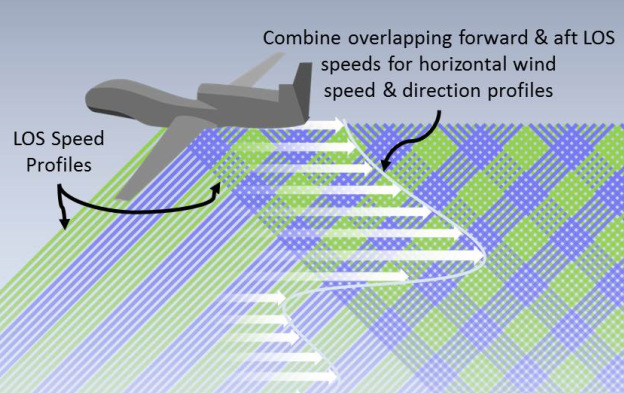 Combine overlapping forward & aft LOS
speeds for horizontal wind
speed & direction profiles
LOS Speed
Profiles